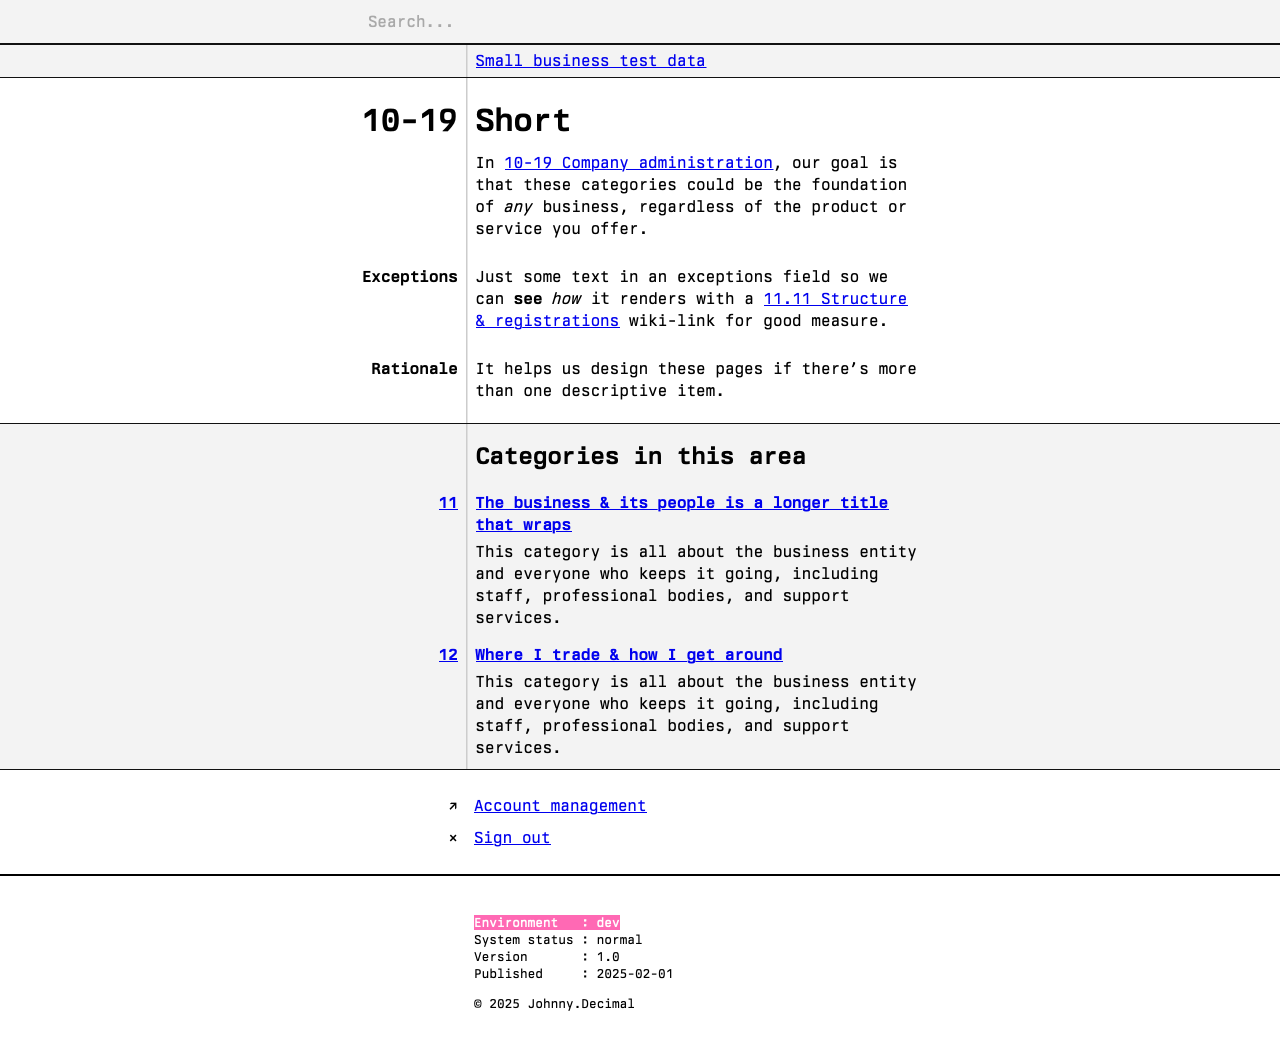 Search...
Small business test data
10-19 Short
In 10-19 Company administration, our goal is
that these categories could be the foundation
of any business, regardless of the product or
service you offer.
Exceptions Just some text in an exceptions field so we
can see how it renders with a 11.11 Structure
& registrations wiki-link for good measure.
Rationale It helps us design these pages if there’s more
than one descriptive item.
Categories in this area
11 The business & its people is a longer title
that wraps
This category is all about the business entity
and everyone who keeps it going, including
staff, professional bodies, and support
services.
12 Where I trade & how I get around
This category is all about the business entity
and everyone who keeps it going, including
staff, professional bodies, and support
services.
↗ Account management
× Sign out
Environment : dev
System status : normal
Version : 1.0
Published : 2025-02-01
© 2025 Johnny.Decimal